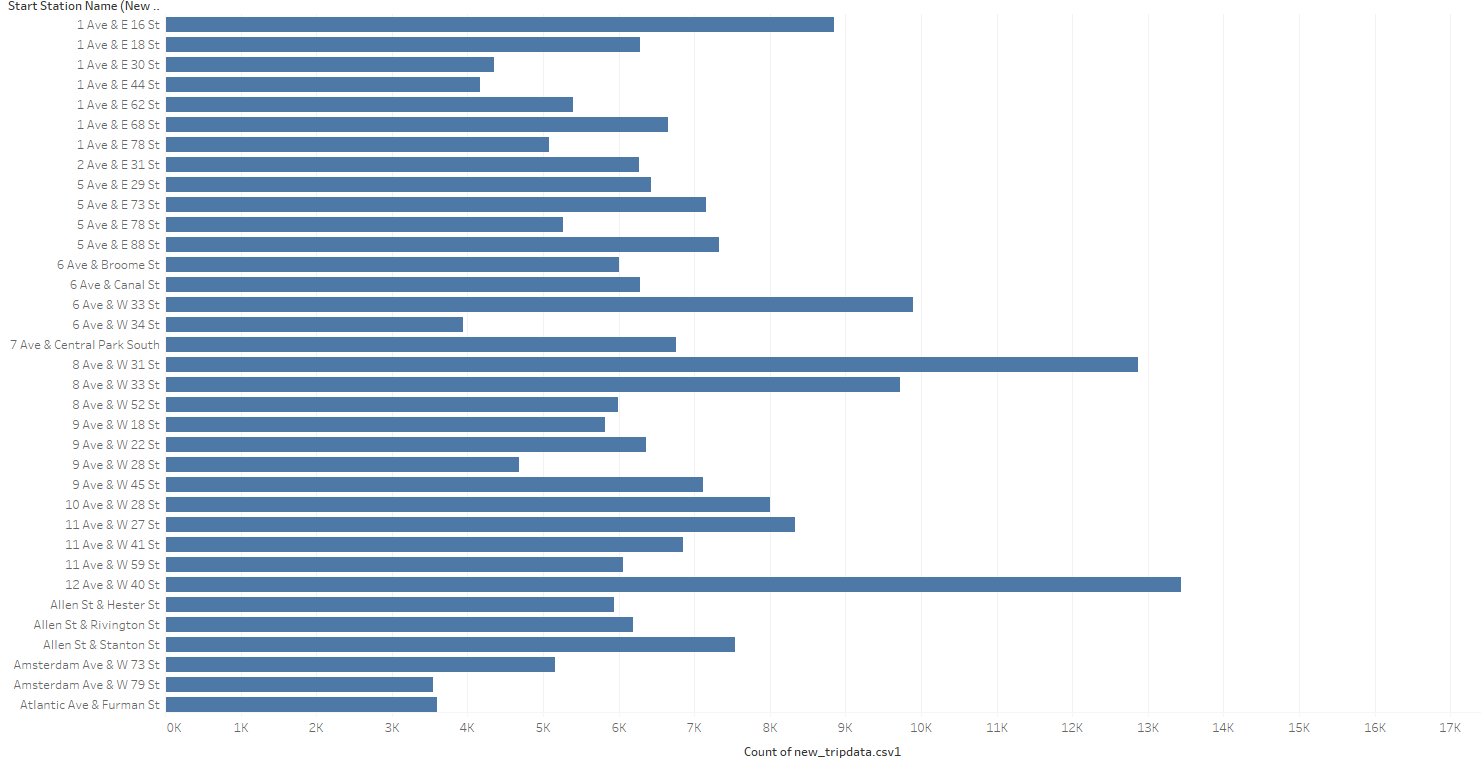 Start Station Name (New ..
1 Ave & E 16 St
1 Ave & E 18 St
1 Ave & E 30 St
1 Ave & E 44 St
1 Ave & E 62 St
1 Ave & E 68 St
1 Ave & E 78 St
2 Ave & E 31 St
5 Ave & E 29 St
5 Ave & E 73 St
5 Ave & E 78 St
5 Ave & E 88 St
6 Ave & Broome St
6 Ave & Canal St
6 Ave & W 33 St
6 Ave & W 34 St
7 Ave & Central Park South
8 Ave & W 31 St
8 Ave & W 33 St
8 Ave & W 52 St
9 Ave & W 18 St
9 Ave & W 22 St
9 Ave & W 28 St
9 Ave & W 45 St
10 Ave & W 28 St
11 Ave & W 27 St
11 Ave & W 41 St
11 Ave & W 59 St
12 Ave & W 40 St
Allen St & Hester St
Allen St & Rivington St
Allen St & Stanton St
Amsterdam Ave & W 73 St
Amsterdam Ave & W 79 St
Atlantic Ave & Furman St
0K 1K 2K 3K 4K 5K 6K 7K 8K 9K 10K 11K 12K 13K 14K 15K 16K 17K
Count of new_tripdata.csv1